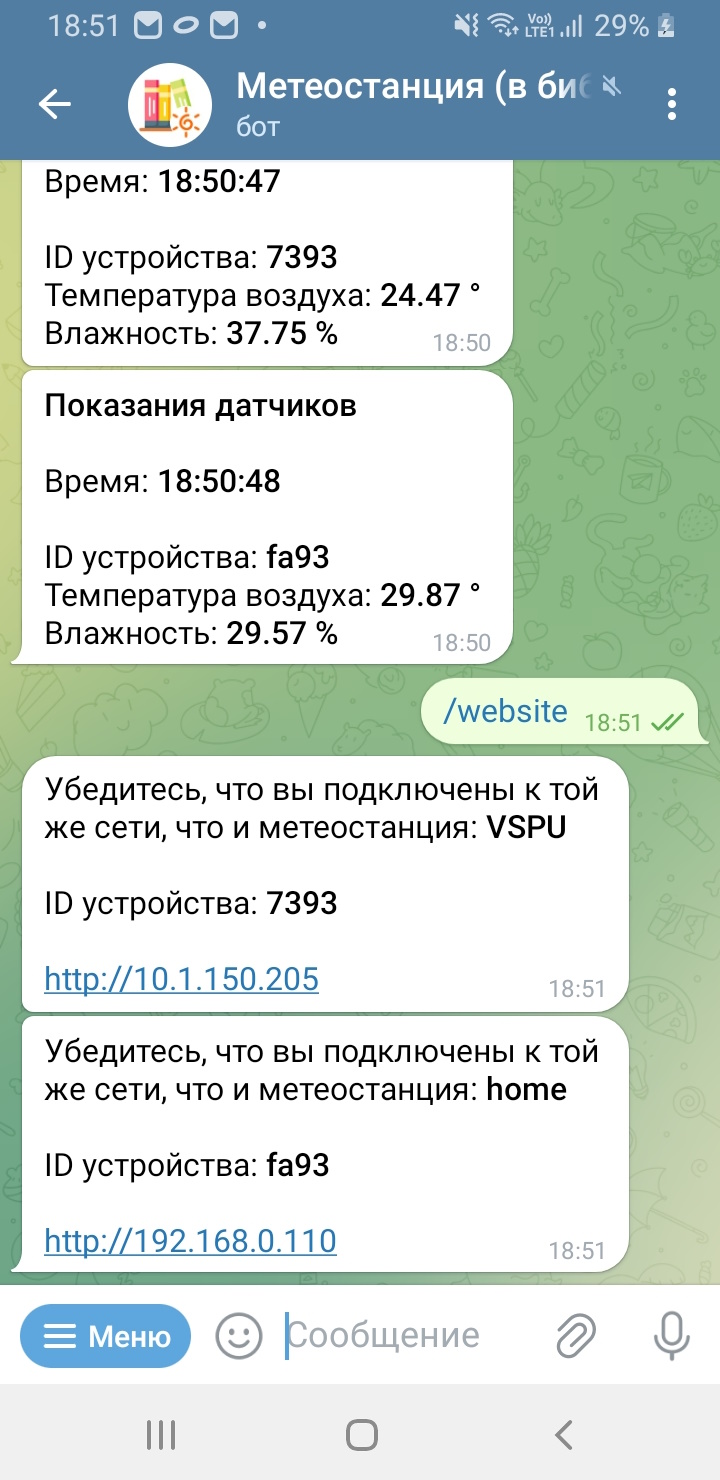 18:51
Vo))
LTE1
29%
Метеостанция (в биб
бот
Время: 18:50:47
ID устройства: 7393
Температура воздуха: 24.47 °
Влажность: 37.75 %
18:50
Показания датчиков
Время: 18:50:48
ID устройства: fa93
Температура воздуха: 29.87 °
Влажность: 29.57 %
18:50
/website
18:51
Убедитесь, что вы подключены к той
же сети, что и метеостанция: VSPU
ID устройства: 7393
http://10.1.150.205
18:51
Убедитесь, что вы подключены к той
же сети, что и метеостанция: home
ID устройства: fa93
http://192.168.0.110
18:51
Меню
Сообщение